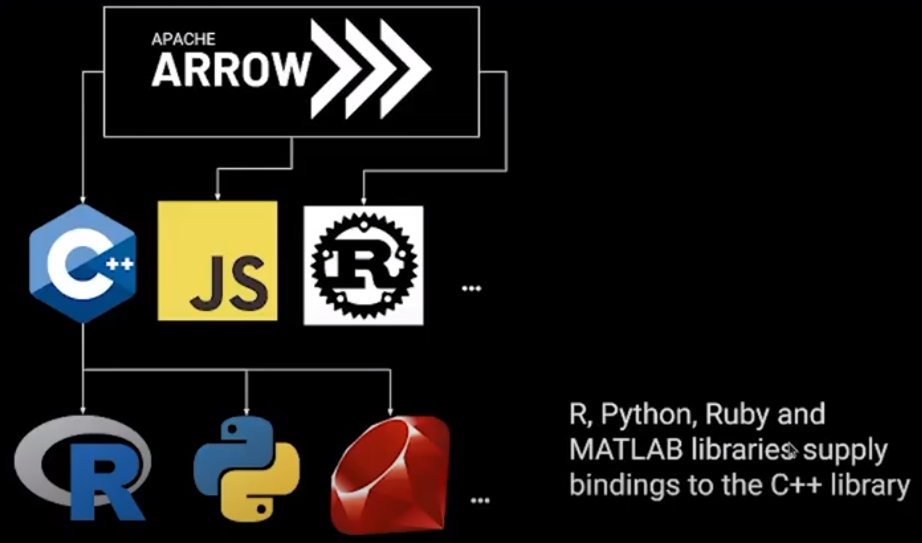 APACHE
ARROW
C++
JS
R
...
R
...
R, Python, Ruby and
MATLAB libraries supply
bindings to the C++ library